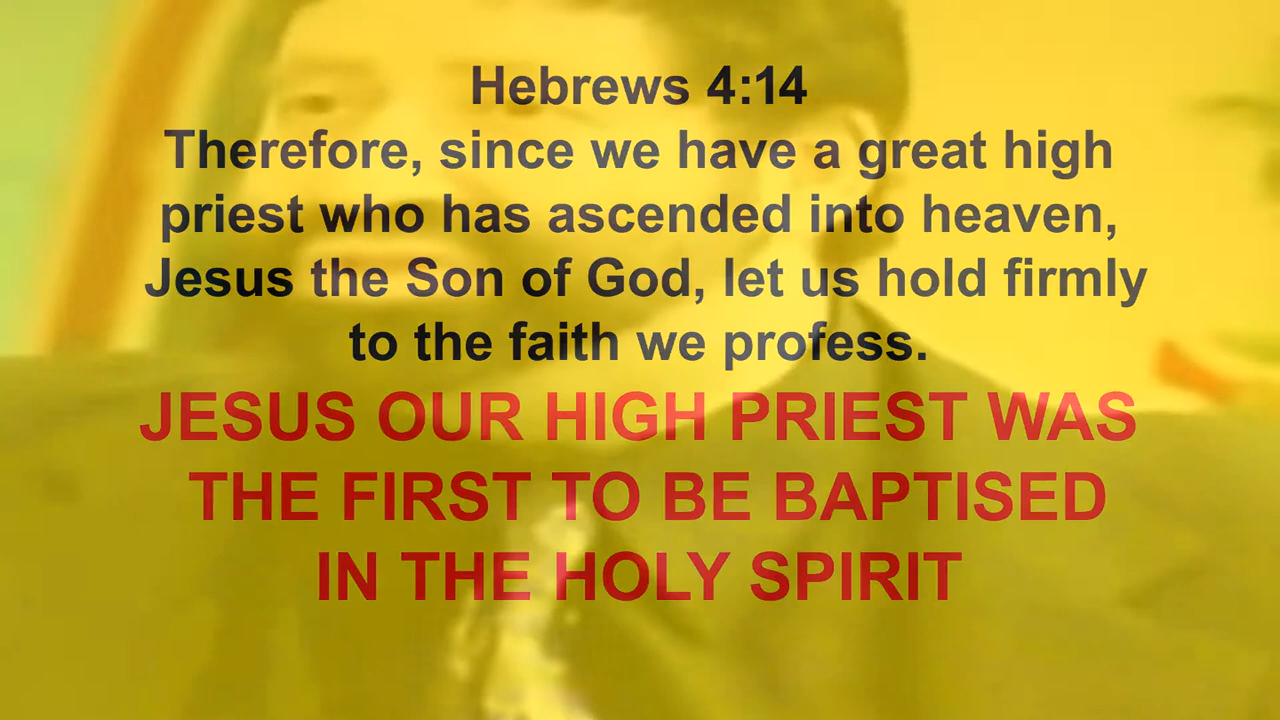 Hebrews 4:14
Therefore, since we have a great high
priest who has ascended into heaven,
Jesus the Son of God, let us hold firmly
to the faith we profess.
JESUS OUR HIGH PRIEST WAS
THE FIRST TO BE BAPTISED
IN THE HOLY SPIRIT